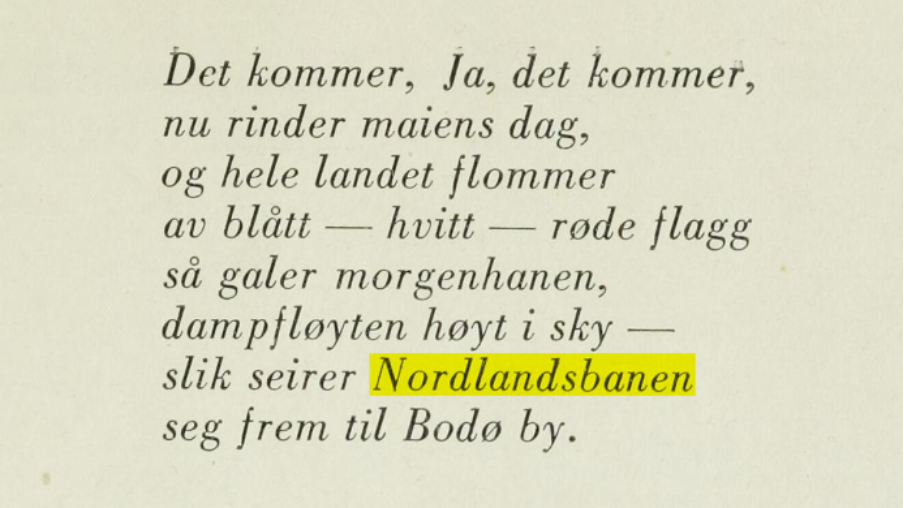 Det kommer, Ja, det kommer,
nu rinder maiens dag,
og hele landet flommer
av blått — hvitt — røde flagg
så galer morgenhanen,
dampfløyten høyt i sky —
slik seirer Nordlandsbanen
seg frem til Bodø by.